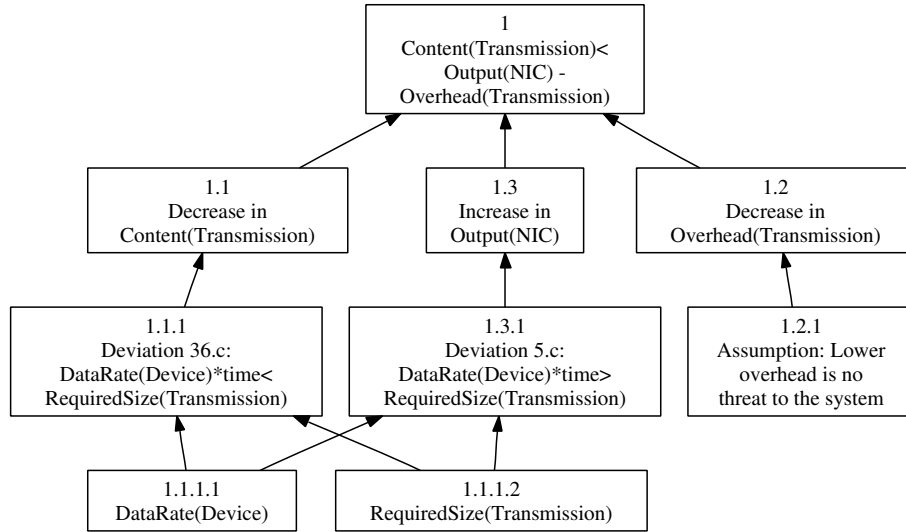 1
Content(Transmission)<
Output(NIC) -
Overhead(Transmission)
1.1
Decrease in
Content(Transmission)
1.3
Increase in
Output(NIC)
1.2
Decrease in
Overhead(Transmission)
1.1.1
Deviation 36.c:
DataRate(Device)*time<
RequiredSize(Transmission)
1.3.1
Deviation 5.c:
DataRate(Device)*time>
RequiredSize(Transmission)
1.2.1
Assumption: Lower
overhead is no
threat to the system
1.1.1.1
DataRate(Device)
1.1.1.2
RequiredSize(Transmission)